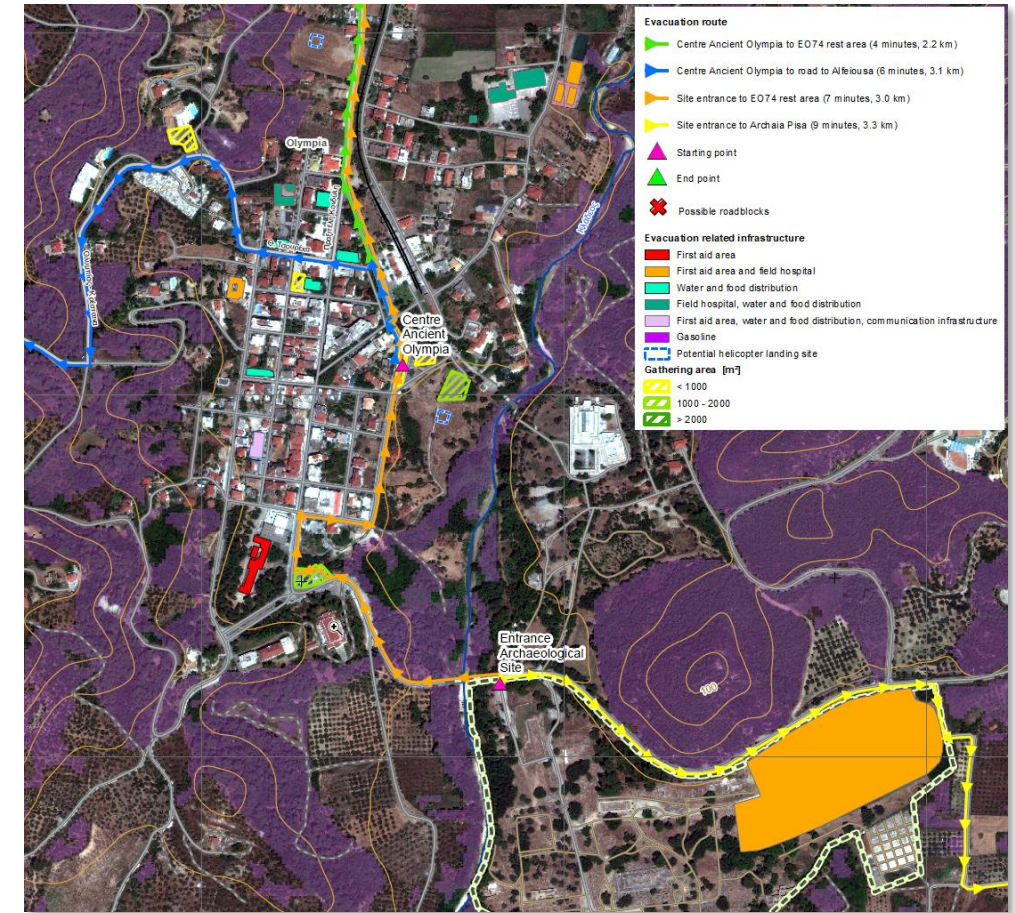 Evacuation route
Centre Ancient Olympia to EO74 rest area (4 minutes, 2.2 km)
Centre Ancient Olympia to road to Alfeiousa (6 minutes, 3.1 km)
Site entrance to EO74 rest area (7 minutes, 3.0 km)
Site entrance to Archaia Pisa (9 minutes, 3.3 km)
Starting point
End point
Possible roadblocks
Evacuation related infrastructure
First aid area
First aid area and field hospital
Water and food distribution
Field hospital, water and food distribution
First aid area, water and food distribution, communication infrastructure
Gasoline
Potential helicopter landing site
Gathering area [m²]
< 1000
1000 - 2000
> 2000
Olympia
Πραξιτέλη Κονδύλη
Κλάδεος
Centre
Ancient
Olympia
Entrance
Archaeological
Site
100